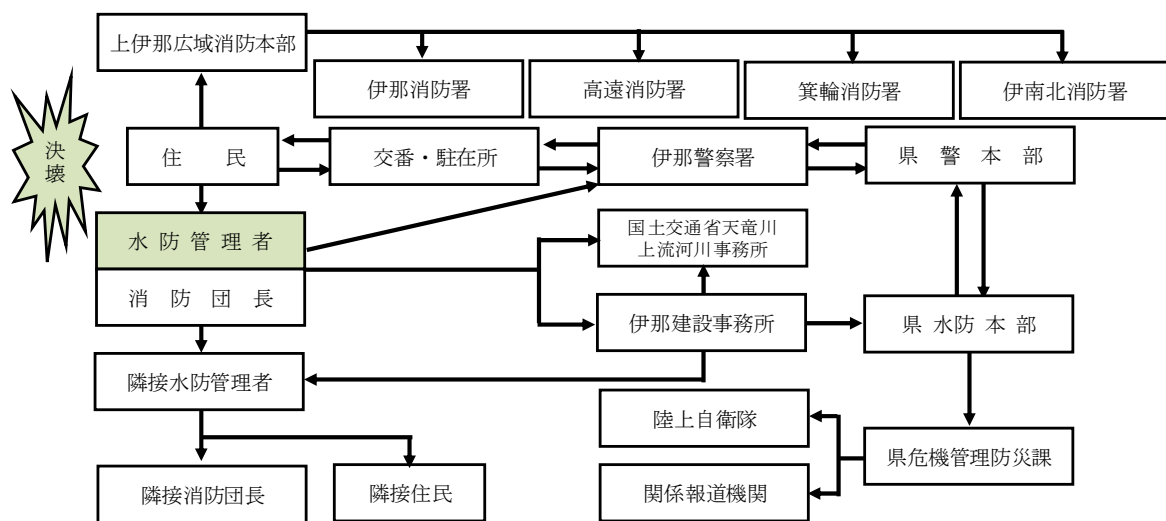 上伊那広域消防本部
伊那消防署
高遠消防署
箕輪消防署
伊南北消防署
決壊
住民
交番・駐在所
伊那警察署
県警本部
水防管理者
消防団長
国土交通省天竜川
上流河川事務所
伊那建設事務所
県水防本部
隣接水防管理者
陸上自衛隊
県危機管理防災課
隣接消防団長
隣接住民
関係報道機関